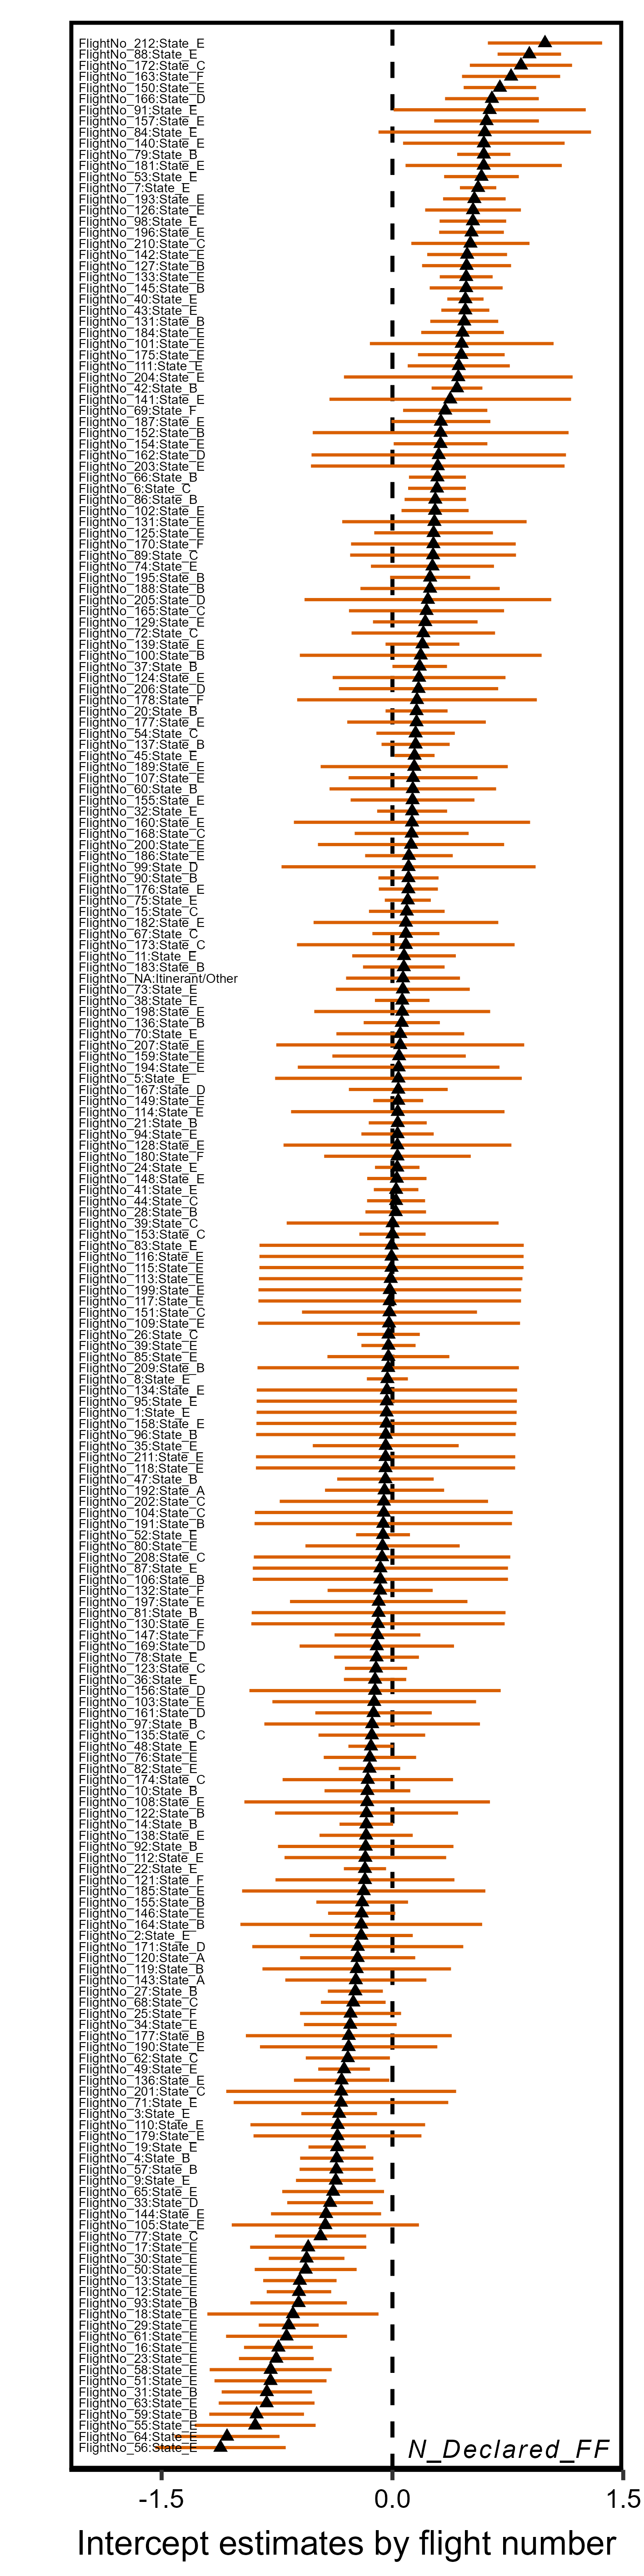 FlightNo_212:State_E
FlightNo_88:State_E
FlightNo_172:State_C
FlightNo_163:State_F
FlightNo_150:State_E
FlightNo_166:State_D
FlightNo_91:State_E
FlightNo_157:State_E
FlightNo_84:State_E
FlightNo_140:State_E
FlightNo_79:State_B
FlightNo_181:State_E
FlightNo_53:State_E
FlightNo_7:State_E
FlightNo_193:State_E
FlightNo_126:State_E
FlightNo_98:State_E
FlightNo_196:State_E
FlightNo_210:State_C
FlightNo_142:State_E
FlightNo_127:State_B
FlightNo_133:State_E
FlightNo_145:State_B
FlightNo_40:State_E
FlightNo_43:State_E
FlightNo_131:State_B
FlightNo_184:State_E
FlightNo_101:State_E
FlightNo_175:State_E
FlightNo_111:State_E
FlightNo_204:State_E
FlightNo_42:State_B
FlightNo_141:State_E
FlightNo_69:State_F
FlightNo_187:State_E
FlightNo_152:State_B
FlightNo_154:State_E
FlightNo_162:State_D
FlightNo_203:State_E
FlightNo_66:State_B
FlightNo_6:State_C
FlightNo_86:State_B
FlightNo_102:State_E
FlightNo_131:State_E
FlightNo_125:State_E
FlightNo_170:State_F
FlightNo_89:State_C
FlightNo_74:State_E
FlightNo_195:State_B
FlightNo_188:State_B
FlightNo_205:State_D
FlightNo_165:State_C
FlightNo_129:State_E
FlightNo_72:State_C
FlightNo_139:State_E
FlightNo_100:State_B
FlightNo_37:State_B
FlightNo_124:State_E
FlightNo_206:State_D
FlightNo_178:State_F
FlightNo_20:State_B
FlightNo_177:State_E
FlightNo_54:State_C
FlightNo_137:State_B
FlightNo_45:State_E
FlightNo_189:State_E
FlightNo_107:State_E
FlightNo_60:State_B
FlightNo_155:State_E
FlightNo_32:State_E
FlightNo_160:State_E
FlightNo_168:State_C
FlightNo_200:State_E
FlightNo_186:State_E
FlightNo_99:State_D
FlightNo_90:State_B
FlightNo_176:State_E
FlightNo_75:State_E
FlightNo_15:State_C
FlightNo_182:State_E
FlightNo_67:State_C
FlightNo_173:State_C
FlightNo_11:State_E
FlightNo_183:State_B
FlightNo_NA:Itinerant/Other
FlightNo_73:State_E
FlightNo_38:State_E
FlightNo_198:State_E
FlightNo_136:State_B
FlightNo_70:State_E
FlightNo_207:State_E
FlightNo_159:State_E
FlightNo_194:State_E
FlightNo_5:State_E
FlightNo_167:State_D
FlightNo_149:State_E
FlightNo_114:State_E
FlightNo_21:State_B
FlightNo_94:State_E
FlightNo_128:State_E
FlightNo_180:State_F
FlightNo_24:State_E
FlightNo_148:State_E
FlightNo_41:State_E
FlightNo_44:State_C
FlightNo_28:State_B
FlightNo_39:State_C
FlightNo_153:State_C
FlightNo_83:State_E
FlightNo_116:State_E
FlightNo_115:State_E
FlightNo_113:State_E
FlightNo_199:State_E
FlightNo_117:State_E
FlightNo_151:State_C
FlightNo_109:State_E
FlightNo_26:State_C
FlightNo_39:State_E
FlightNo_85:State_E
FlightNo_209:State_B
FlightNo_8:State_E
FlightNo_134:State_E
FlightNo_95:State_E
FlightNo_1:State_E
FlightNo_158:State_E
FlightNo_96:State_B
FlightNo_35:State_E
FlightNo_211:State_E
FlightNo_118:State_E
FlightNo_47:State_B
FlightNo_192:State_A
FlightNo_202:State_C
FlightNo_104:State_C
FlightNo_191:State_B
FlightNo_52:State_E
FlightNo_80:State_E
FlightNo_208:State_C
FlightNo_87:State_E
FlightNo_106:State_B
FlightNo_132:State_F
FlightNo_197:State_E
FlightNo_81:State_B
FlightNo_130:State_E
FlightNo_147:State_F
FlightNo_169:State_D
FlightNo_78:State_E
FlightNo_123:State_C
FlightNo_36:State_E
FlightNo_156:State_D
FlightNo_103:State_E
FlightNo_161:State_D
FlightNo_97:State_B
FlightNo_135:State_C
FlightNo_48:State_E
FlightNo_76:State_E
FlightNo_82:State_E
FlightNo_174:State_C
FlightNo_10:State_B
FlightNo_108:State_E
FlightNo_122:State_B
FlightNo_14:State_B
FlightNo_138:State_E
FlightNo_92:State_B
FlightNo_112:State_E
FlightNo_22:State_E
FlightNo_121:State_F
FlightNo_185:State_E
FlightNo_155:State_B
FlightNo_146:State_E
FlightNo_164:State_B
FlightNo_2:State_E
FlightNo_171:State_D
FlightNo_120:State_A
FlightNo_119:State_B
FlightNo_143:State_A
FlightNo_27:State_B
FlightNo_68:State_C
FlightNo_25:State_F
FlightNo_34:State_E
FlightNo_177:State_B
FlightNo_190:State_E
FlightNo_62:State_C
FlightNo_49:State_E
FlightNo_136:State_E
FlightNo_201:State_C
FlightNo_71:State_E
FlightNo_3:State_E
FlightNo_110:State_E
FlightNo_179:State_E
FlightNo_19:State_E
FlightNo_4:State_B
FlightNo_57:State_B
FlightNo_9:State_E
FlightNo_65:State_E
FlightNo_33:State_D
FlightNo_144:State_E
FlightNo_105:State_E
FlightNo_77:State_C
FlightNo_17:State_E
FlightNo_30:State_E
FlightNo_50:State_E
FlightNo_13:State_E
FlightNo_12:State_E
FlightNo_93:State_B
FlightNo_18:State_E
FlightNo_29:State_E
FlightNo_61:State_E
FlightNo_16:State_E
FlightNo_23:State_E
FlightNo_58:State_E
FlightNo_51:State_E
FlightNo_31:State_B
FlightNo_63:State_E
FlightNo_59:State_B
FlightNo_55:State_E
FlightNo_64:State_E
FlightNo_56:State_E
N_Declared_FF
-1.5 0.0 1.5
Intercept estimates by flight number